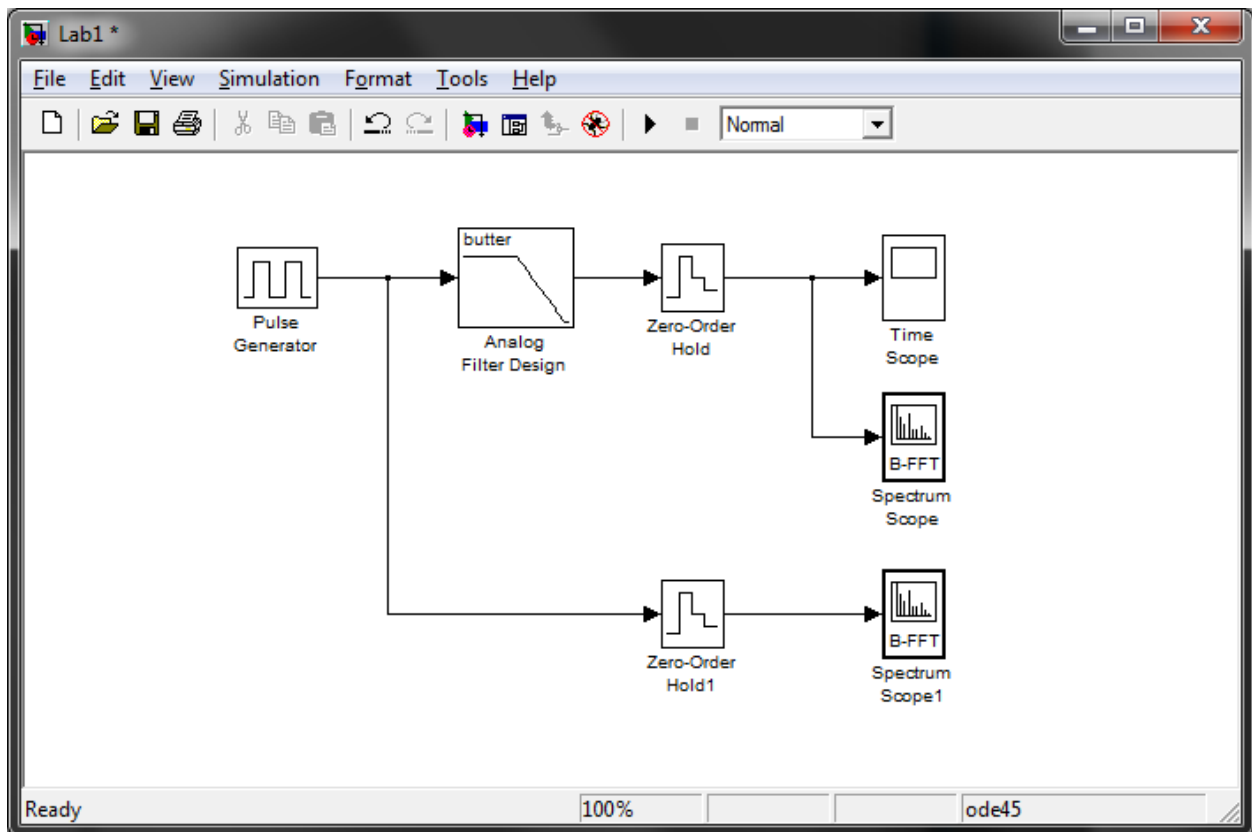 Lab1 *
File Edit View Simulation Format Tools Help
Normal
butter
Pulse
Generator
Analog
Filter Design
Zero-Order
Hold
Time
Scope
B-FFT
Spectrum
Scope
Zero-Order
Hold1
B-FFT
Spectrum
Scope1
Ready 100% ode45